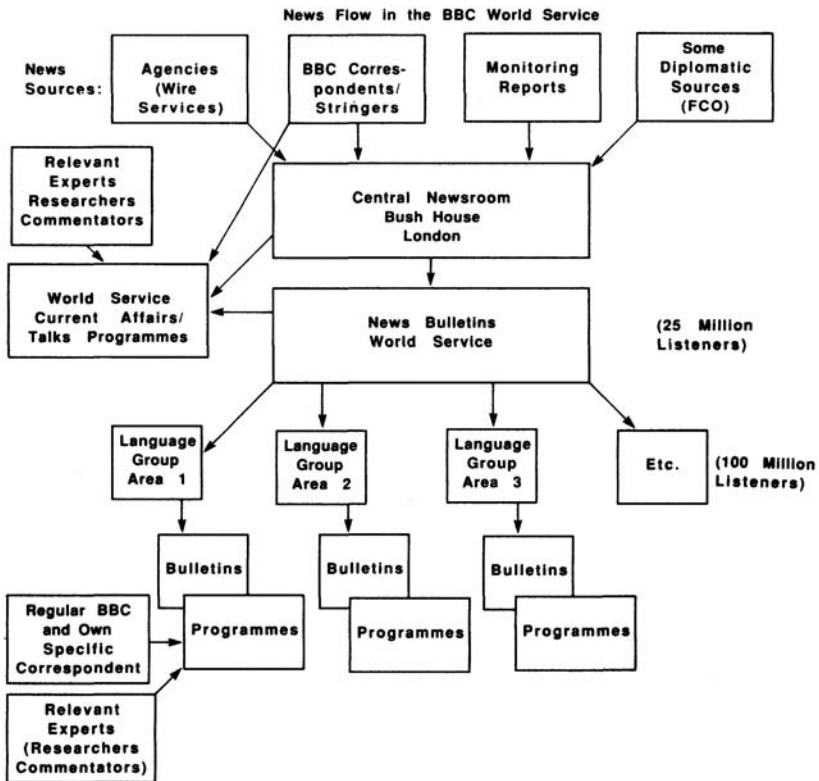 News Flow in the BBC World Service
News
Sources:
Agencies
(Wire
Services)
BBC Corres-
pondents/
Stringers
Monitoring
Reports
Some
Diplomatic
Sources
(FCO)
Relevant
Experts
Researchers
Commentators
Central Newsroom
Bush House
London
World Service
Current Affairs/
Talks Programmes
News Bulletins
World Service
(25 Million
Listeners)
Language
Group
Area 1
Language
Group
Area 2
Language
Group
Area 3
Etc.
(100 Million
Listeners)
Bulletins
Programmes
Bulletins
Programmes
Bulletins
Programmes
Regular BBC
and Own
Specific
Correspondent
Relevant
Experts
(Researchers
Commentators)